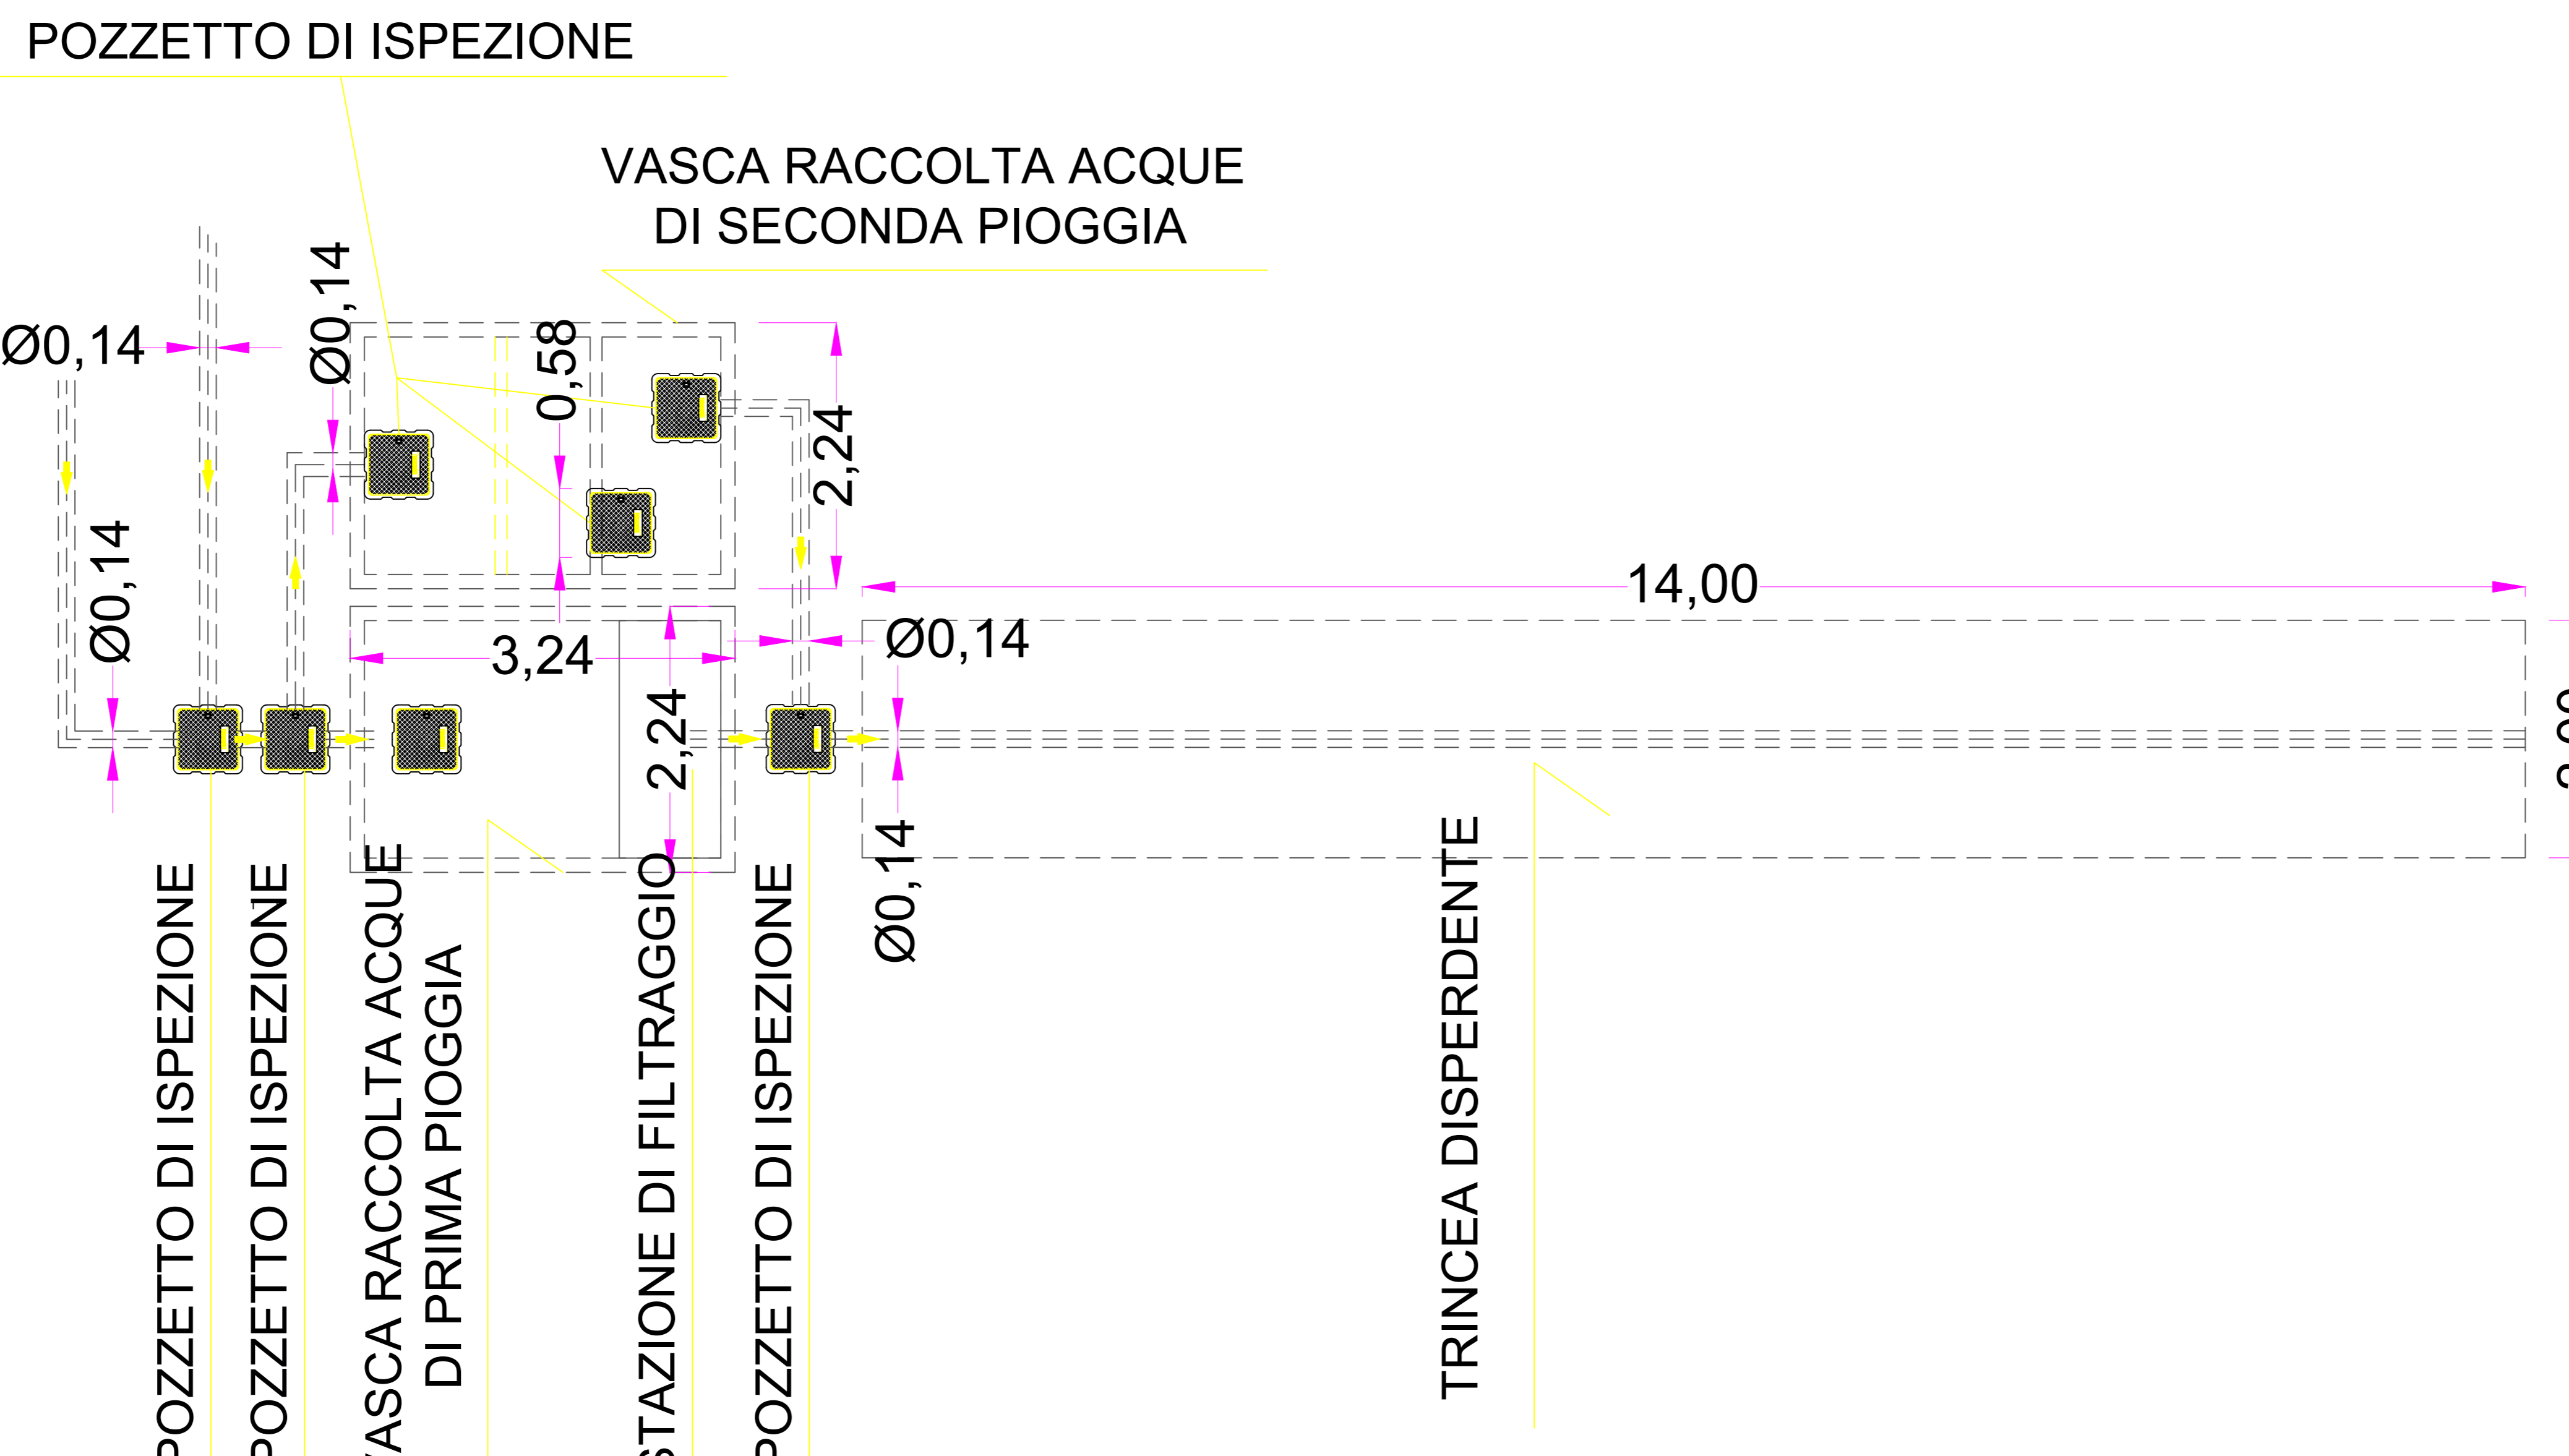 POZZETTO DI ISPEZIONE
VASCA RACCOLTA ACQUE
DI SECONDA PIOGGIA
Ø0,14
Ø0,14
0,58
2,24
Ø0,14
14,00
3,24
Ø0,14
2,24
Ø0,14
POZZETTO DI ISPEZIONE
POZZETTO DI ISPEZIONE
VASCA RACCOLTA ACQUE
DI PRIMA PIOGGIA
STAZIONE DI FILTRAGGIO
POZZETTO DI ISPEZIONE
TRINCEA DISPERDENTE